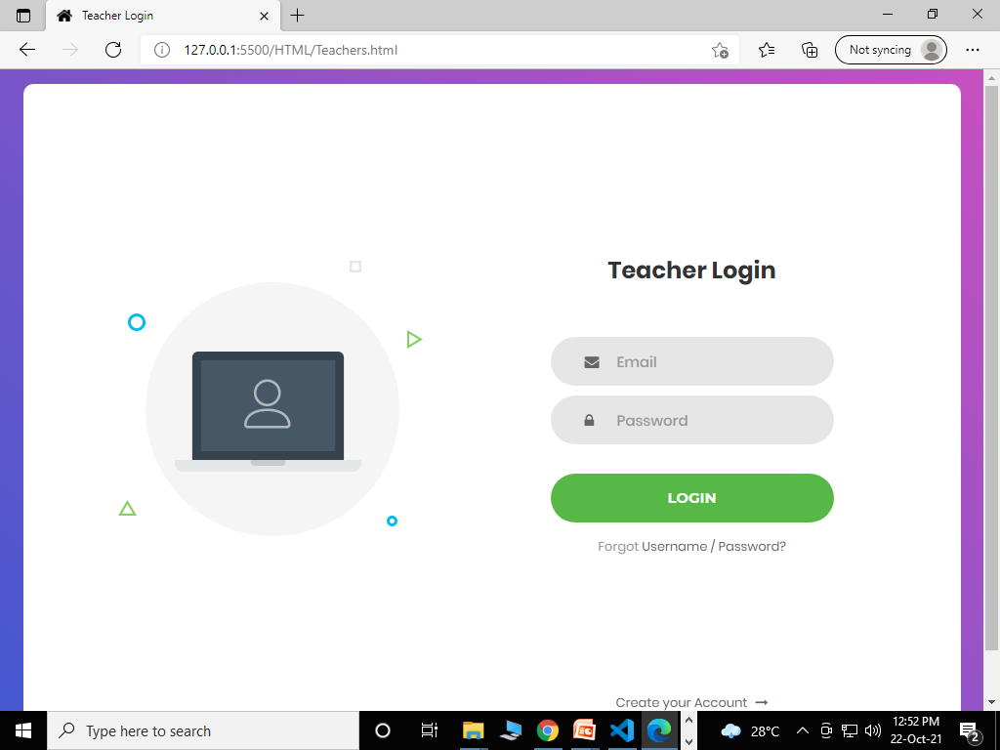 Teacher Login
127.0.0.1:5500/HTML/Teachers.html
Not syncing
Teacher Login
Email
Password
LOGIN
Forgot Username / Password?
Create your Account
Type here to search
28°C
12:52 PM
22-Oct-21
2